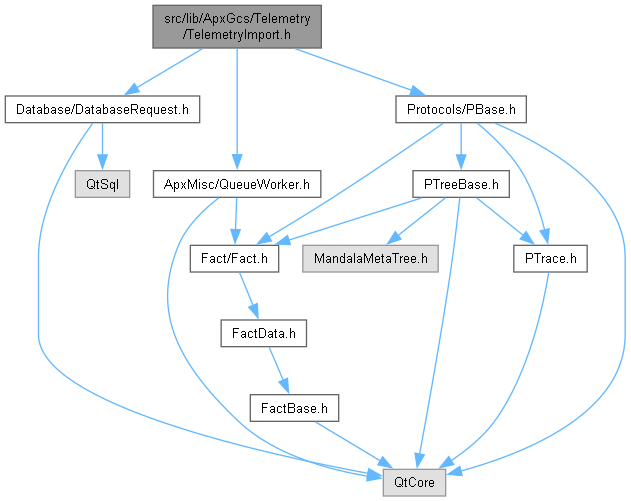 src/lib/ApxGcs/Telemetry
/TelemetryImport.h
Database/DatabaseRequest.h
Protocols/PBase.h
QtSql
ApxMisc/QueueWorker.h
PTreeBase.h
Fact/Fact.h
MandalaMetaTree.h
PTrace.h
FactData.h
FactBase.h
QtCore